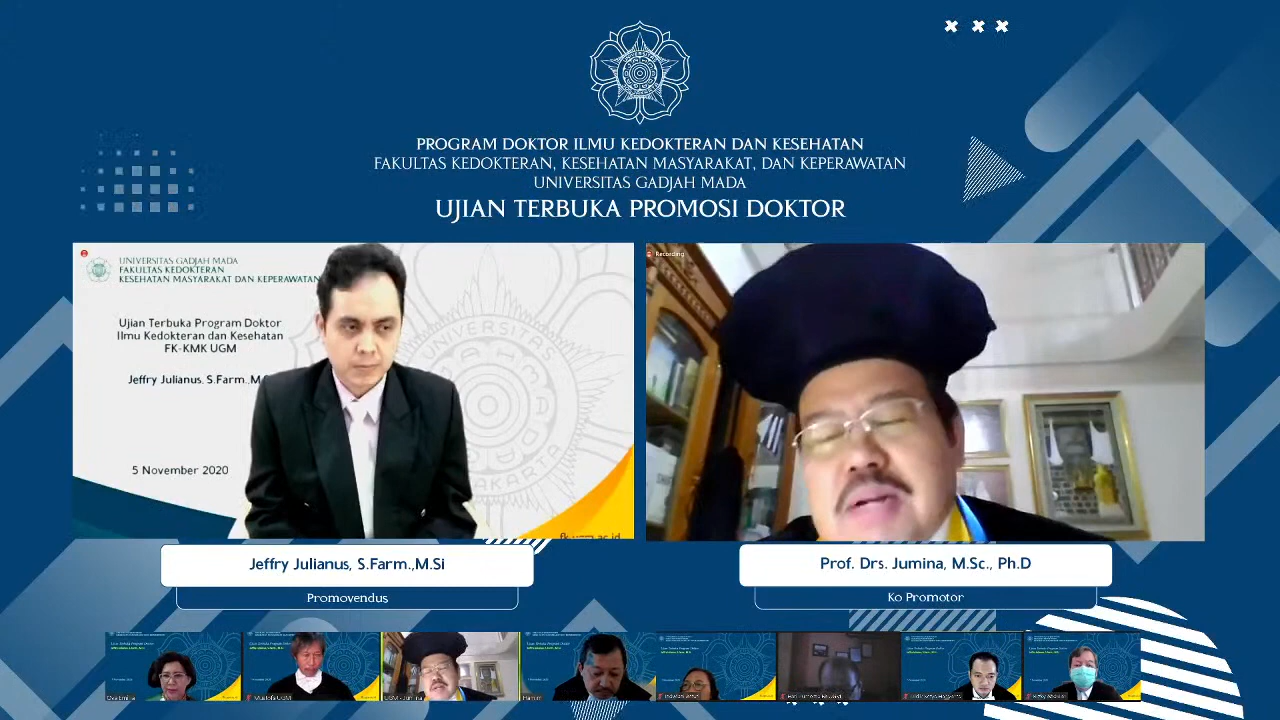 PROGRAM DOKTOR ILMU KEDOKTERAN DAN KESEHATAN
FAKULTAS KEDOKTERAN, KESEHATAN MASYARAKAT, DAN KEPERAWATAN
UNIVERSITAS GADJAH MADA
UJIAN TERBUKA PROMOSI DOKTOR
UNIVERSITAS GADJAH MADA
FAKULTAS KEDOKTERAN
KESEHATAN MASYARAKAT DAN KEPERAWATAN
Ujian Terbuka Program Doktor
Ilmu Kedokteran dan Kesehatan
FK-KMK UGM
Jeffry Julianus, S.Farm.,M.
5 November 2020
Recording
Jeffry Julianus, S.Farm.,M.Si
Promovendus
Prof. Drs. Jumina, M.Sc., Ph.D
Ko Promotor